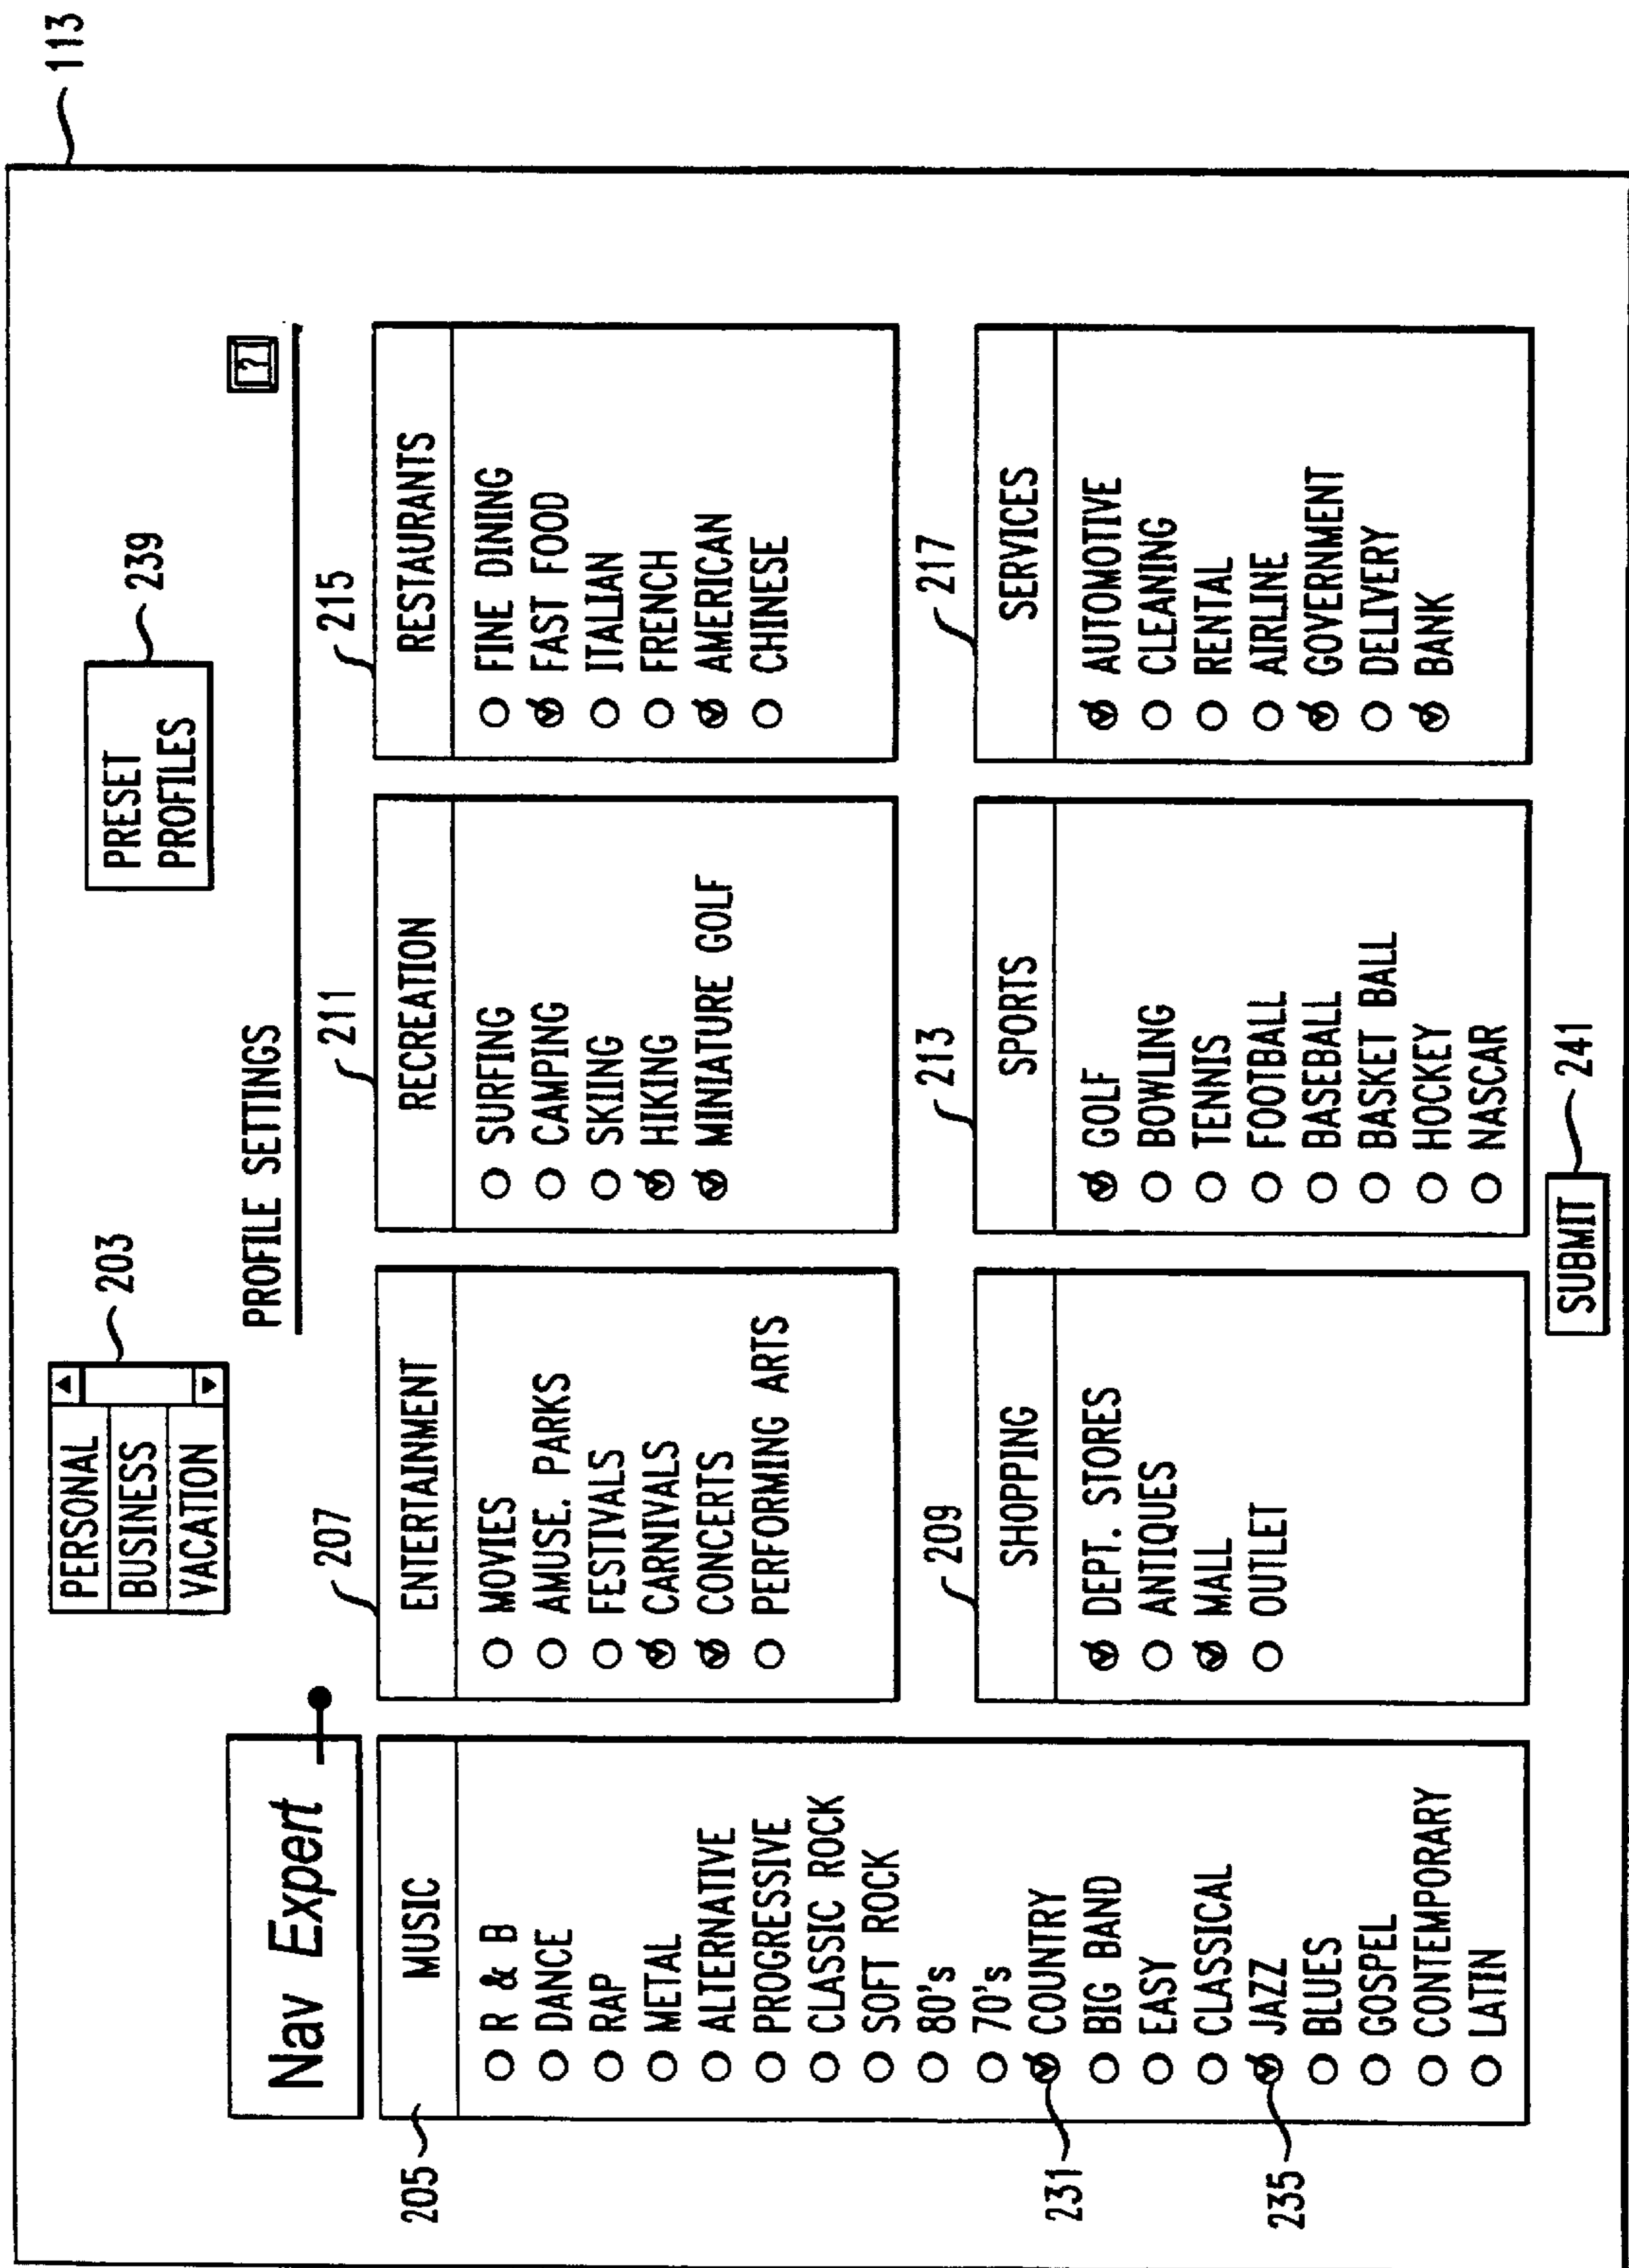 113
PERSONAL
BUSINESS
VACATION
203
PRESET
PROFILES
239
Nav Expert
PROFILE SETTINGS
?
205
MUSIC
R & B
DANCE
RAP
METAL
ALTERNATIVE
PROGRESSIVE
CLASSIC ROCK
SOFT ROCK
80's
70's
COUNTRY
BIG BAND
EASY
CLASSICAL
JAZZ
BLUES
GOSPEL
CONTEMPORARY
LATIN
231
235
207
ENTERTAINMENT
MOVIES
AMUSE. PARKS
FESTIVALS
CARNIVALS
CONCERTS
PERFORMING ARTS
211
RECREATION
SURFING
CAMPING
SKIING
HIKING
MINIATURE GOLF
215
RESTAURANTS
FINE DINING
FAST FOOD
ITALIAN
FRENCH
AMERICAN
CHINESE
209
SHOPPING
DEPT. STORES
ANTIQUES
MALL
OUTLET
213
SPORTS
GOLF
BOWLING
TENNIS
FOOTBALL
BASEBALL
BASKET BALL
HOCKEY
NASCAR
217
SERVICES
AUTOMOTIVE
CLEANING
RENTAL
AIRLINE
GOVERNMENT
DELIVERY
BANK
SUBMIT
241